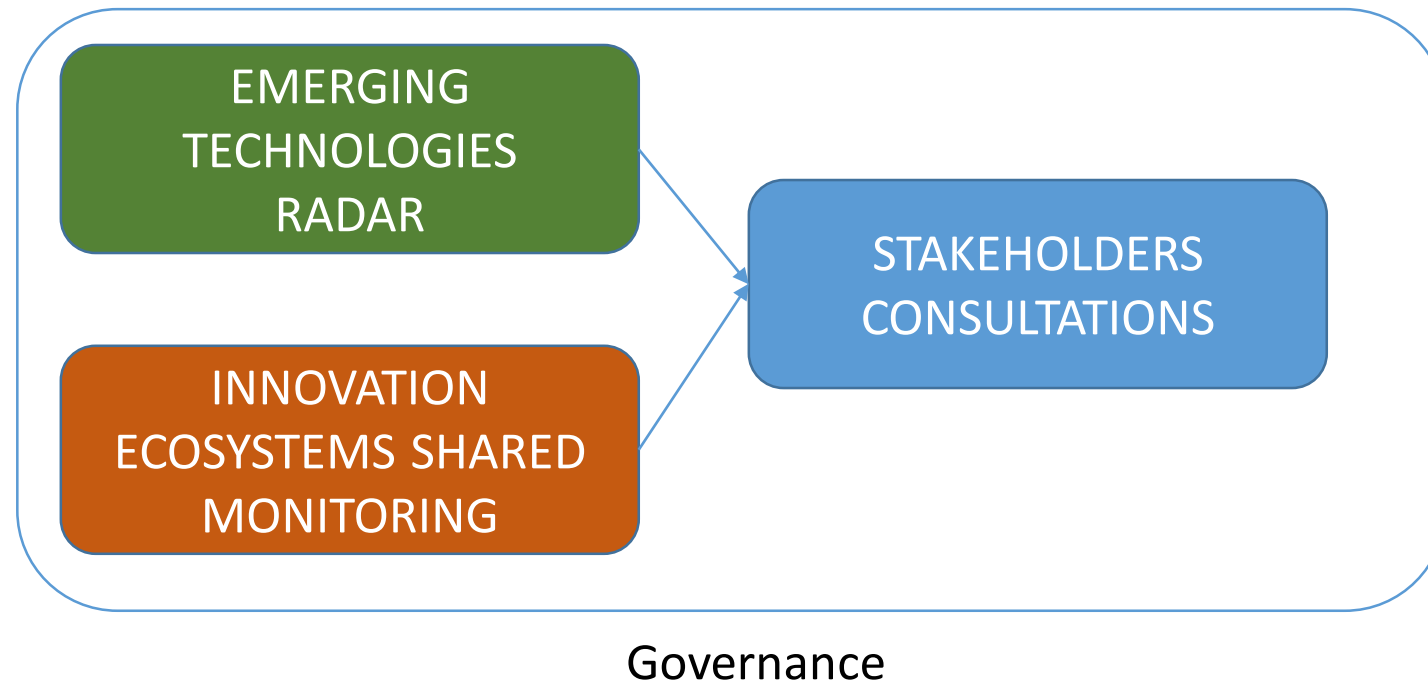 EMERGING
TECHNOLOGIES
RADAR
INNOVATION
ECOSYSTEMS SHARED
MONITORING
STAKEHOLDERS
CONSULTATIONS
Governance